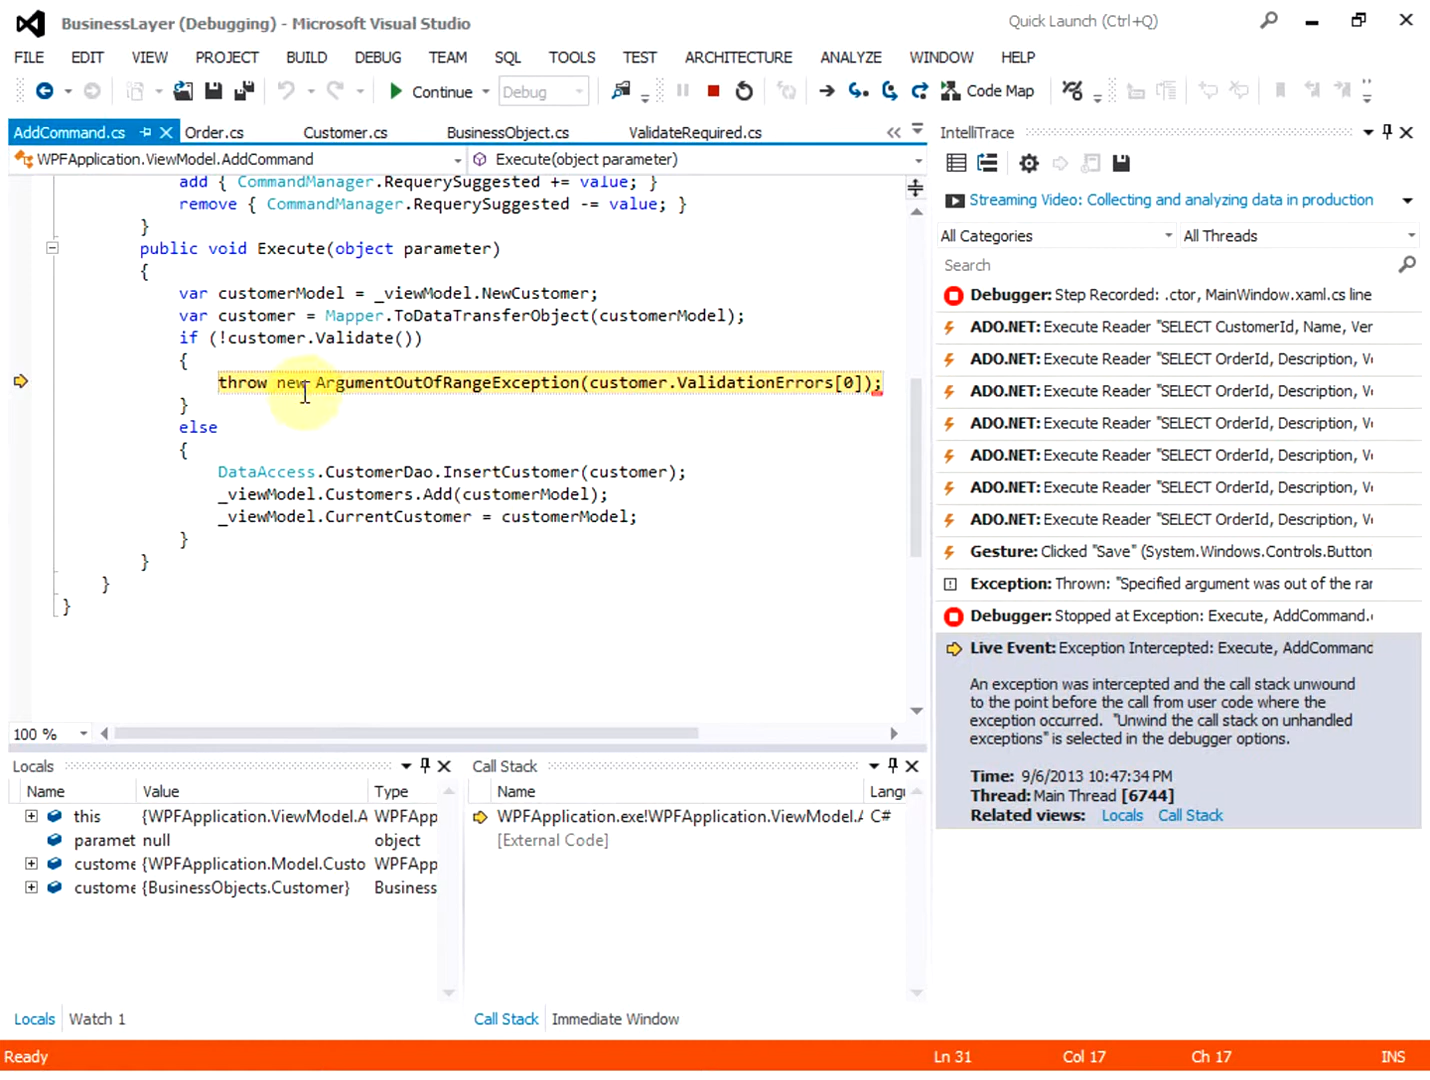 BusinessLayer (Debugging) - Microsoft Visual Studio
Quick Launch (Ctrl+Q)
FILE EDIT VIEW PROJECT BUILD DEBUG TEAM SQL TOOLS TEST ARCHITECTURE ANALYZE WINDOW HELP
Continue Debug Code Map
AddCommand.cs Order.cs Customer.cs BusinessObject.cs ValidateRequired.cs
WPFApplication.ViewModel.AddCommand Execute(object parameter)
add { CommandManager.RequerySuggested += value; }
remove { CommandManager.RequerySuggested -= value; }
}
public void Execute(object parameter)
{
var customerModel = _viewModel.NewCustomer;
var customer = Mapper.ToDataTransferObject(customerModel);
if (!customer.Validate())
{
throw new ArgumentOutOfRangeException(customer.ValidationErrors[0]);
}
else
{
DataAccess.CustomerDao.InsertCustomer(customer);
_viewModel.Customers.Add(customerModel);
_viewModel.CurrentCustomer = customerModel;
}
}
}
}
100 %
IntelliTrace
Streaming Video: Collecting and analyzing data in production
All Categories All Threads
Search
Debugger: Step Recorded: .ctor, MainWindow.xaml.cs line
ADO.NET: Execute Reader "SELECT CustomerId, Name, Ver
ADO.NET: Execute Reader "SELECT OrderId, Description, Ve
ADO.NET: Execute Reader "SELECT OrderId, Description, Ve
ADO.NET: Execute Reader "SELECT OrderId, Description, Ve
ADO.NET: Execute Reader "SELECT OrderId, Description, Ve
ADO.NET: Execute Reader "SELECT OrderId, Description, Ve
ADO.NET: Execute Reader "SELECT OrderId, Description, Ve
Gesture: Clicked "Save" (System.Windows.Controls.Button
Exception: Thrown: "Specified argument was out of the ran
Debugger: Stopped at Exception: Execute, AddCommand.
Live Event: Exception Intercepted: Execute, AddCommand
An exception was intercepted and the call stack unwound
to the point before the call from user code where the
exception occurred. "Unwind the call stack on unhandled
exceptions" is selected in the debugger options.
Time: 9/6/2013 10:47:34 PM
Thread: Main Thread [6744]
Related views: Locals Call Stack
Locals
Name Value Type
this {WPFApplication.ViewModel.A WPFApp
paramet null object
custome {WPFApplication.Model.Custo WPFApp
custome {BusinessObjects.Customer} Business
Locals Watch 1
Call Stack
Name Langu
WPFApplication.exe!WPFApplication.ViewModel.A C#
[External Code]
Call Stack Immediate Window
Ready Ln 31 Col 17 Ch 17 INS